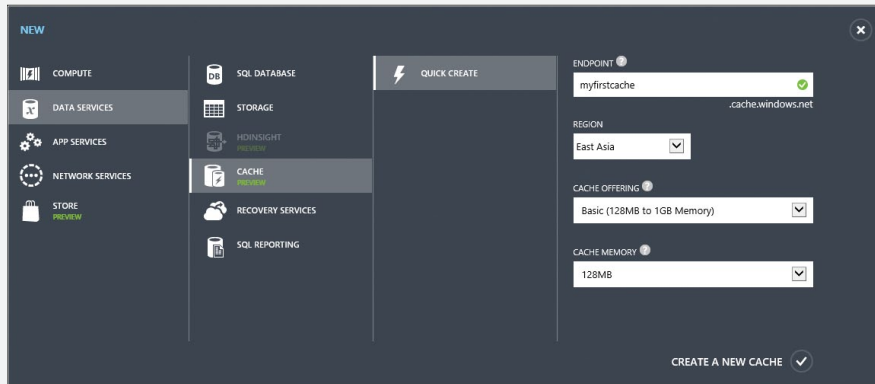 NEW
COMPUTE
DATA SERVICES
APP SERVICES
NETWORK SERVICES
STORE
PREVIEW
SQL DATABASE
STORAGE
HDINSIGHT
PREVIEW
CACHE
PREVIEW
RECOVERY SERVICES
SQL REPORTING
QUICK CREATE
ENDPOINT
myfirstcache
.cache.windows.net
REGION
East Asia
CACHE OFFERING
Basic (128MB to 1GB Memory)
CACHE MEMORY
128MB
CREATE A NEW CACHE